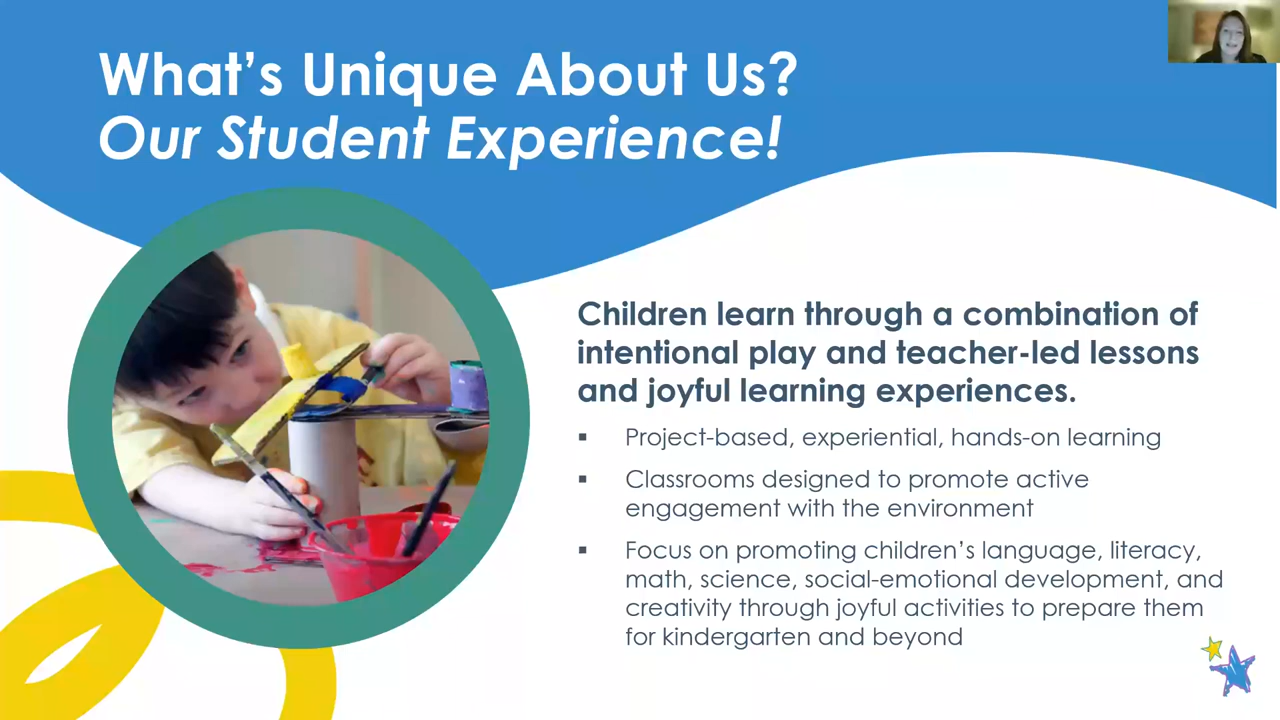 What's Unique About Us?
Our Student Experience!
Children learn through a combination of
intentional play and teacher-led lessons
and joyful learning experiences.
▪ Project-based, experiential, hands-on learning
▪ Classrooms designed to promote active
engagement with the environment
▪ Focus on promoting children's language, literacy,
math, science, social-emotional development, and
creativity through joyful activities to prepare them
for kindergarten and beyond